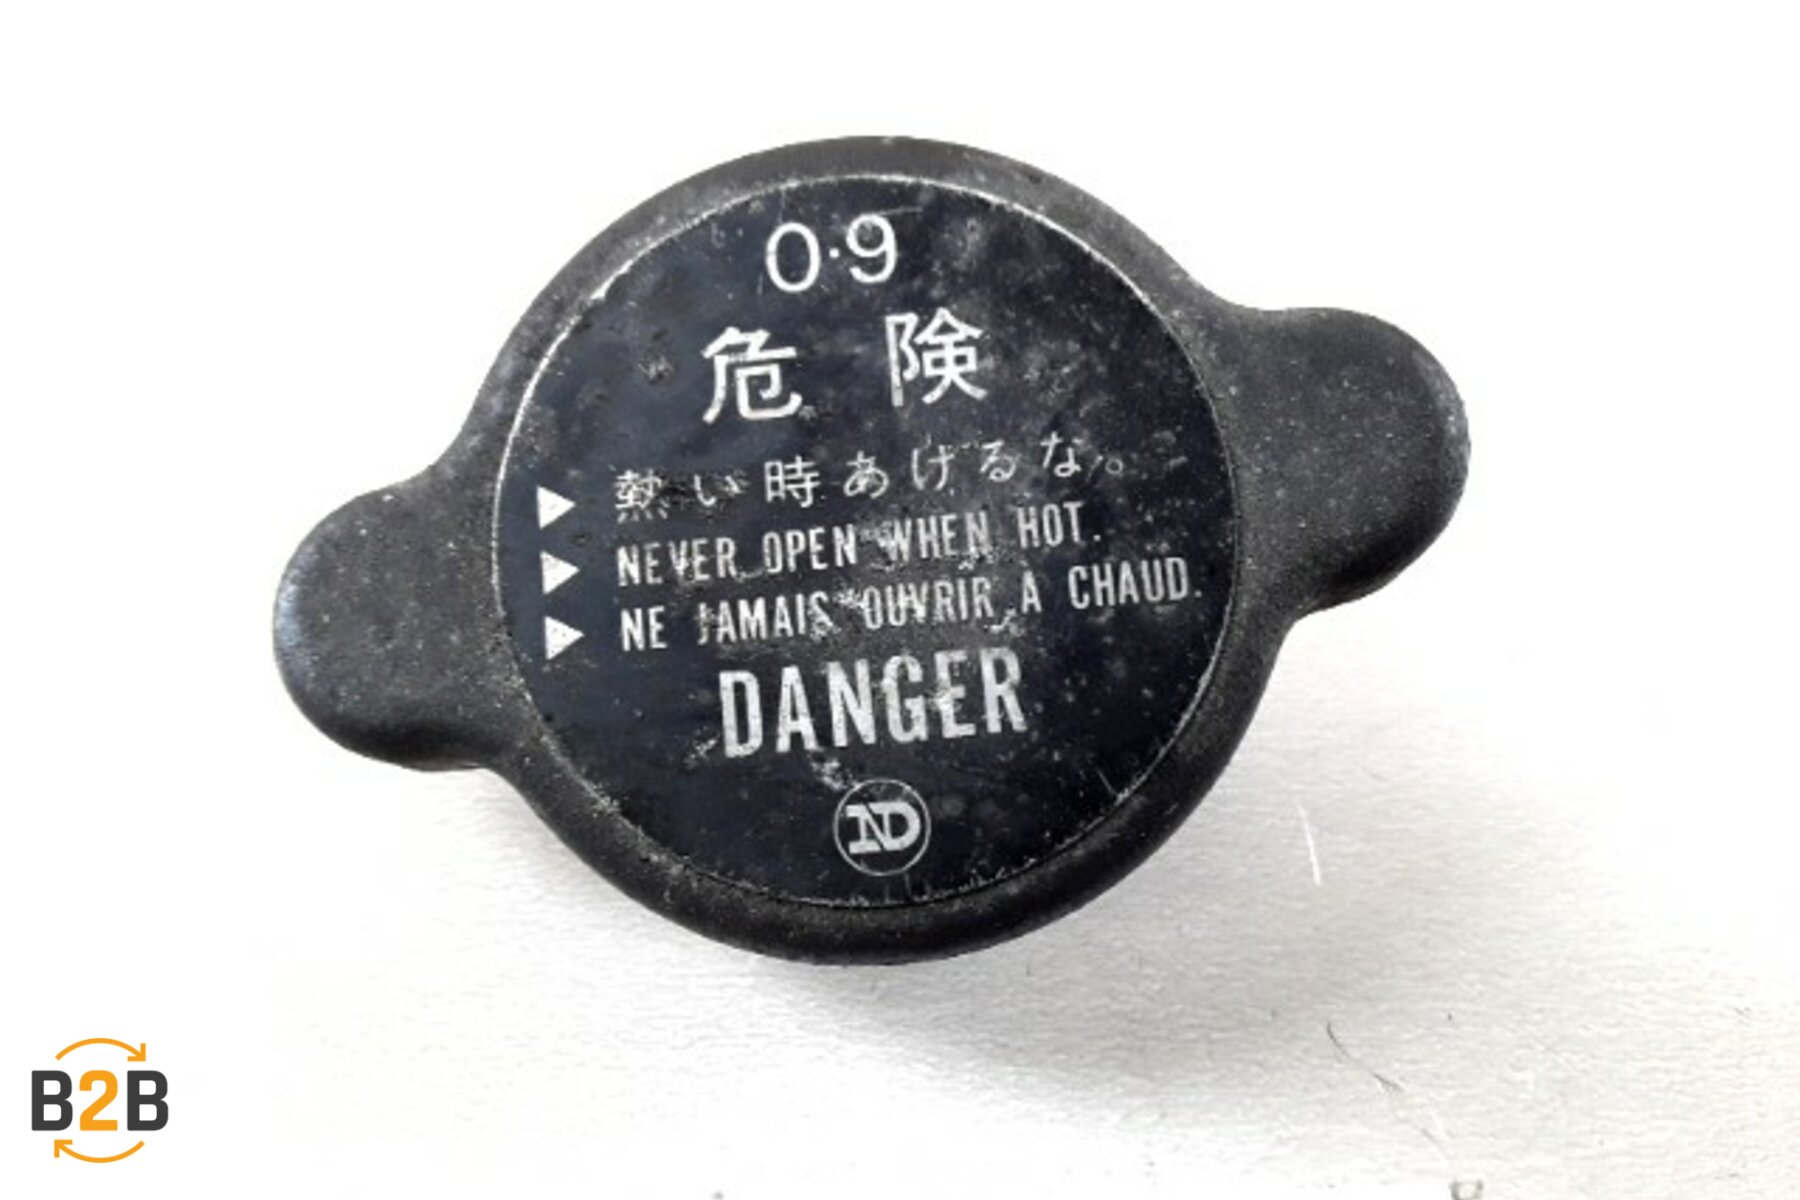 0.9
危険
▶ 熱い時あけるな。
▶ NEVER OPEN WHEN HOT.
▶ NE JAMAIS OUVRIR À CHAUD.
DANGER
ND
B2B